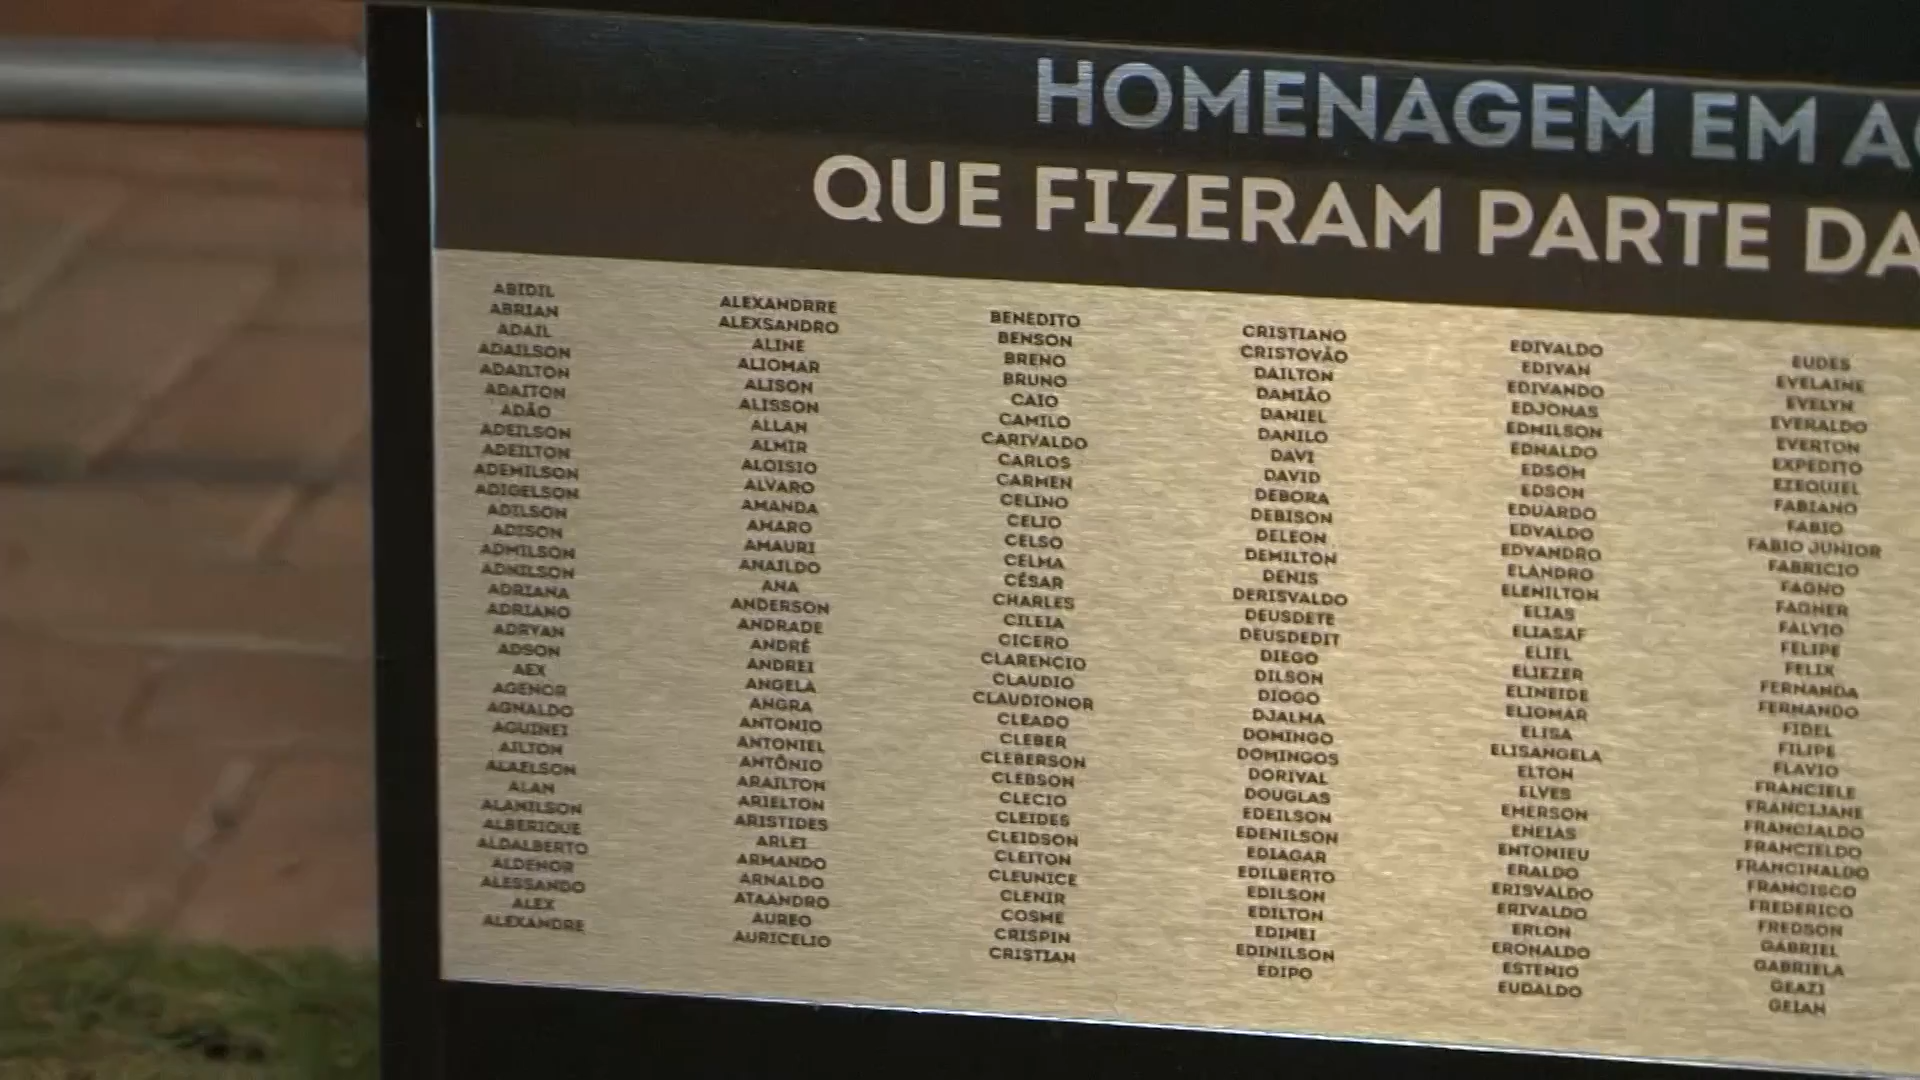 HOMENAGEM EM
QUE FIZERAM PARTE DA
ABIDIL
ABRIAN
ADAIL
ADAILSON
ADAILTON
ADAITON
ADÃO
ADEILSON
ADEILTON
ADEMILSON
ADIGELSON
ADILSON
ADISON
ADMILSON
ADNILSON
ADRIANA
ADRIANO
ADRYAN
ADSON
AEX
AGENOR
AGNALDO
AGUINEI
AILTON
ALAELSON
ALAN
ALANILSON
ALBERIQUE
ALDALBERTO
ALDENOR
ALESSANDO
ALEX
ALEXANDRE
ALEXANDRRE
ALEXSANDRO
ALINE
ALIOMAR
ALISON
ALISSON
ALLAN
ALMIR
ALOISIO
ALVARO
AMANDA
AMARO
AMAURI
ANAILDO
ANA
ANDERSON
ANDRADE
ANDRÉ
ANDREI
ANGELA
ANGRA
ANTONIO
ANTONIEL
ANTÔNIO
ARAILTON
ARIELTON
ARISTIDES
ARLEI
ARMANDO
ARNALDO
ATAANDRO
AUREO
AURICELIO
BENEDITO
BENSON
BRENO
BRUNO
CAIO
CAMILO
CARIVALDO
CARLOS
CARMEN
CELINO
CELIO
CELSO
CELMA
CÉSAR
CHARLES
CILEIA
CICERO
CLARENCIO
CLAUDIO
CLAUDIONOR
CLEADO
CLEBER
CLEBERSON
CLEBSON
CLECIO
CLEIDES
CLEIDSON
CLEITON
CLEUNICE
CLENIR
COSME
CRISPIN
CRISTIAN
CRISTIANO
CRISTOVÃO
DAILTON
DAMIÃO
DANIEL
DANILO
DAVI
DAVID
DEBORA
DEBISON
DELEON
DEMILTON
DENIS
DERISVALDO
DEUSDETE
DEUSDEDIT
DIEGO
DILSON
DIOGO
DJALMA
DOMINGO
DOMINGOS
DORIVAL
DOUGLAS
EDEILSON
EDENILSON
EDIAGAR
EDILBERTO
EDILSON
EDILTON
EDINEI
EDINILSON
EDIPO
EDIVALDO
EDIVAN
EDIVANDO
EDJONAS
EDMILSON
EDNALDO
EDSOM
EDSON
EDUARDO
EDVALDO
EDVANDRO
ELANDRO
ELENILTON
ELIAS
ELIASAF
ELIEL
ELIEZER
ELINEIDE
ELIOMAR
ELISA
ELISANGELA
ELTON
ELVES
EMERSON
ENEIAS
ENTONIEU
ERALDO
ERISVALDO
ERIVALDO
ERLON
ERONALDO
ESTENIO
EUDALDO
EUDES
EVELAINE
EVELYN
EVERALDO
EVERTON
EXPEDITO
EZEQUIEL
FABIANO
FABIO
FABIO JUNIOR
FABRICIO
FAGNO
FAGNER
FALVIO
FELIPE
FELIX
FERNANDA
FERNANDO
FIDEL
FILIPE
FLAVIO
FRANCIELE
FRANCIJANE
FRANCIALDO
FRANCIELDO
FRANCINALDO
FRANCISCO
FREDERICO
FREDSON
GABRIEL
GABRIELA
GEAZI
GEIAN